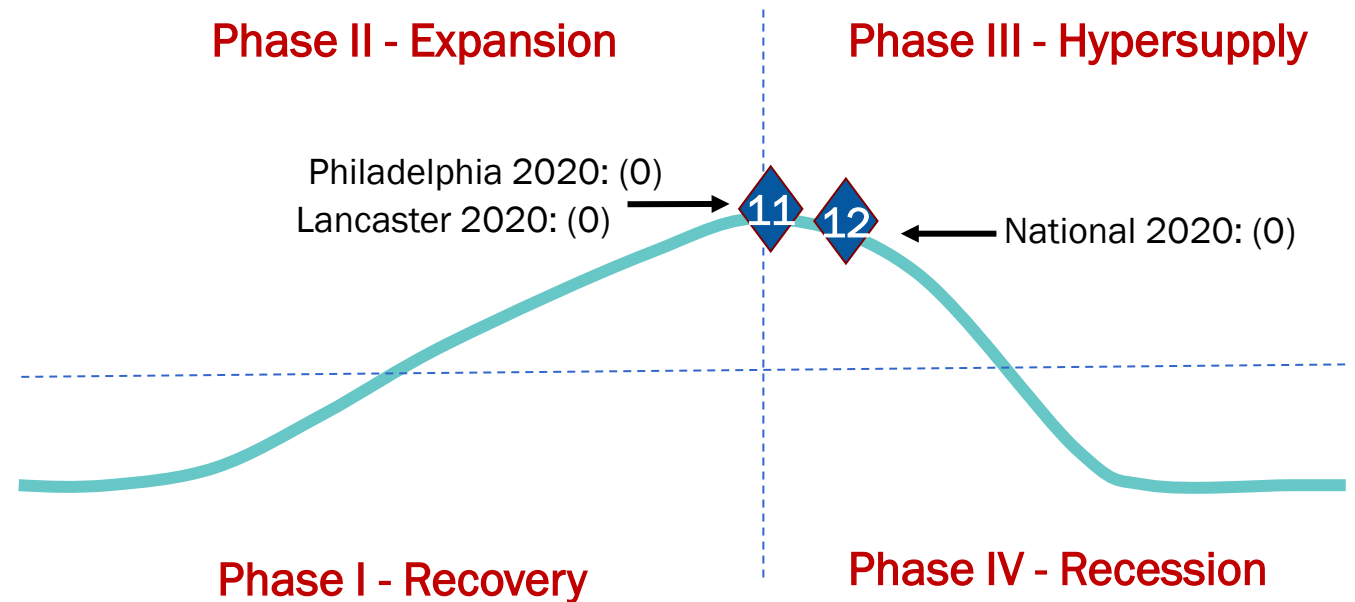 Phase II - Expansion
Phase III - Hypersupply
Philadelphia 2020: (0)
Lancaster 2020: (0)
11
12
National 2020: (0)
Phase I - Recovery
Phase IV - Recession